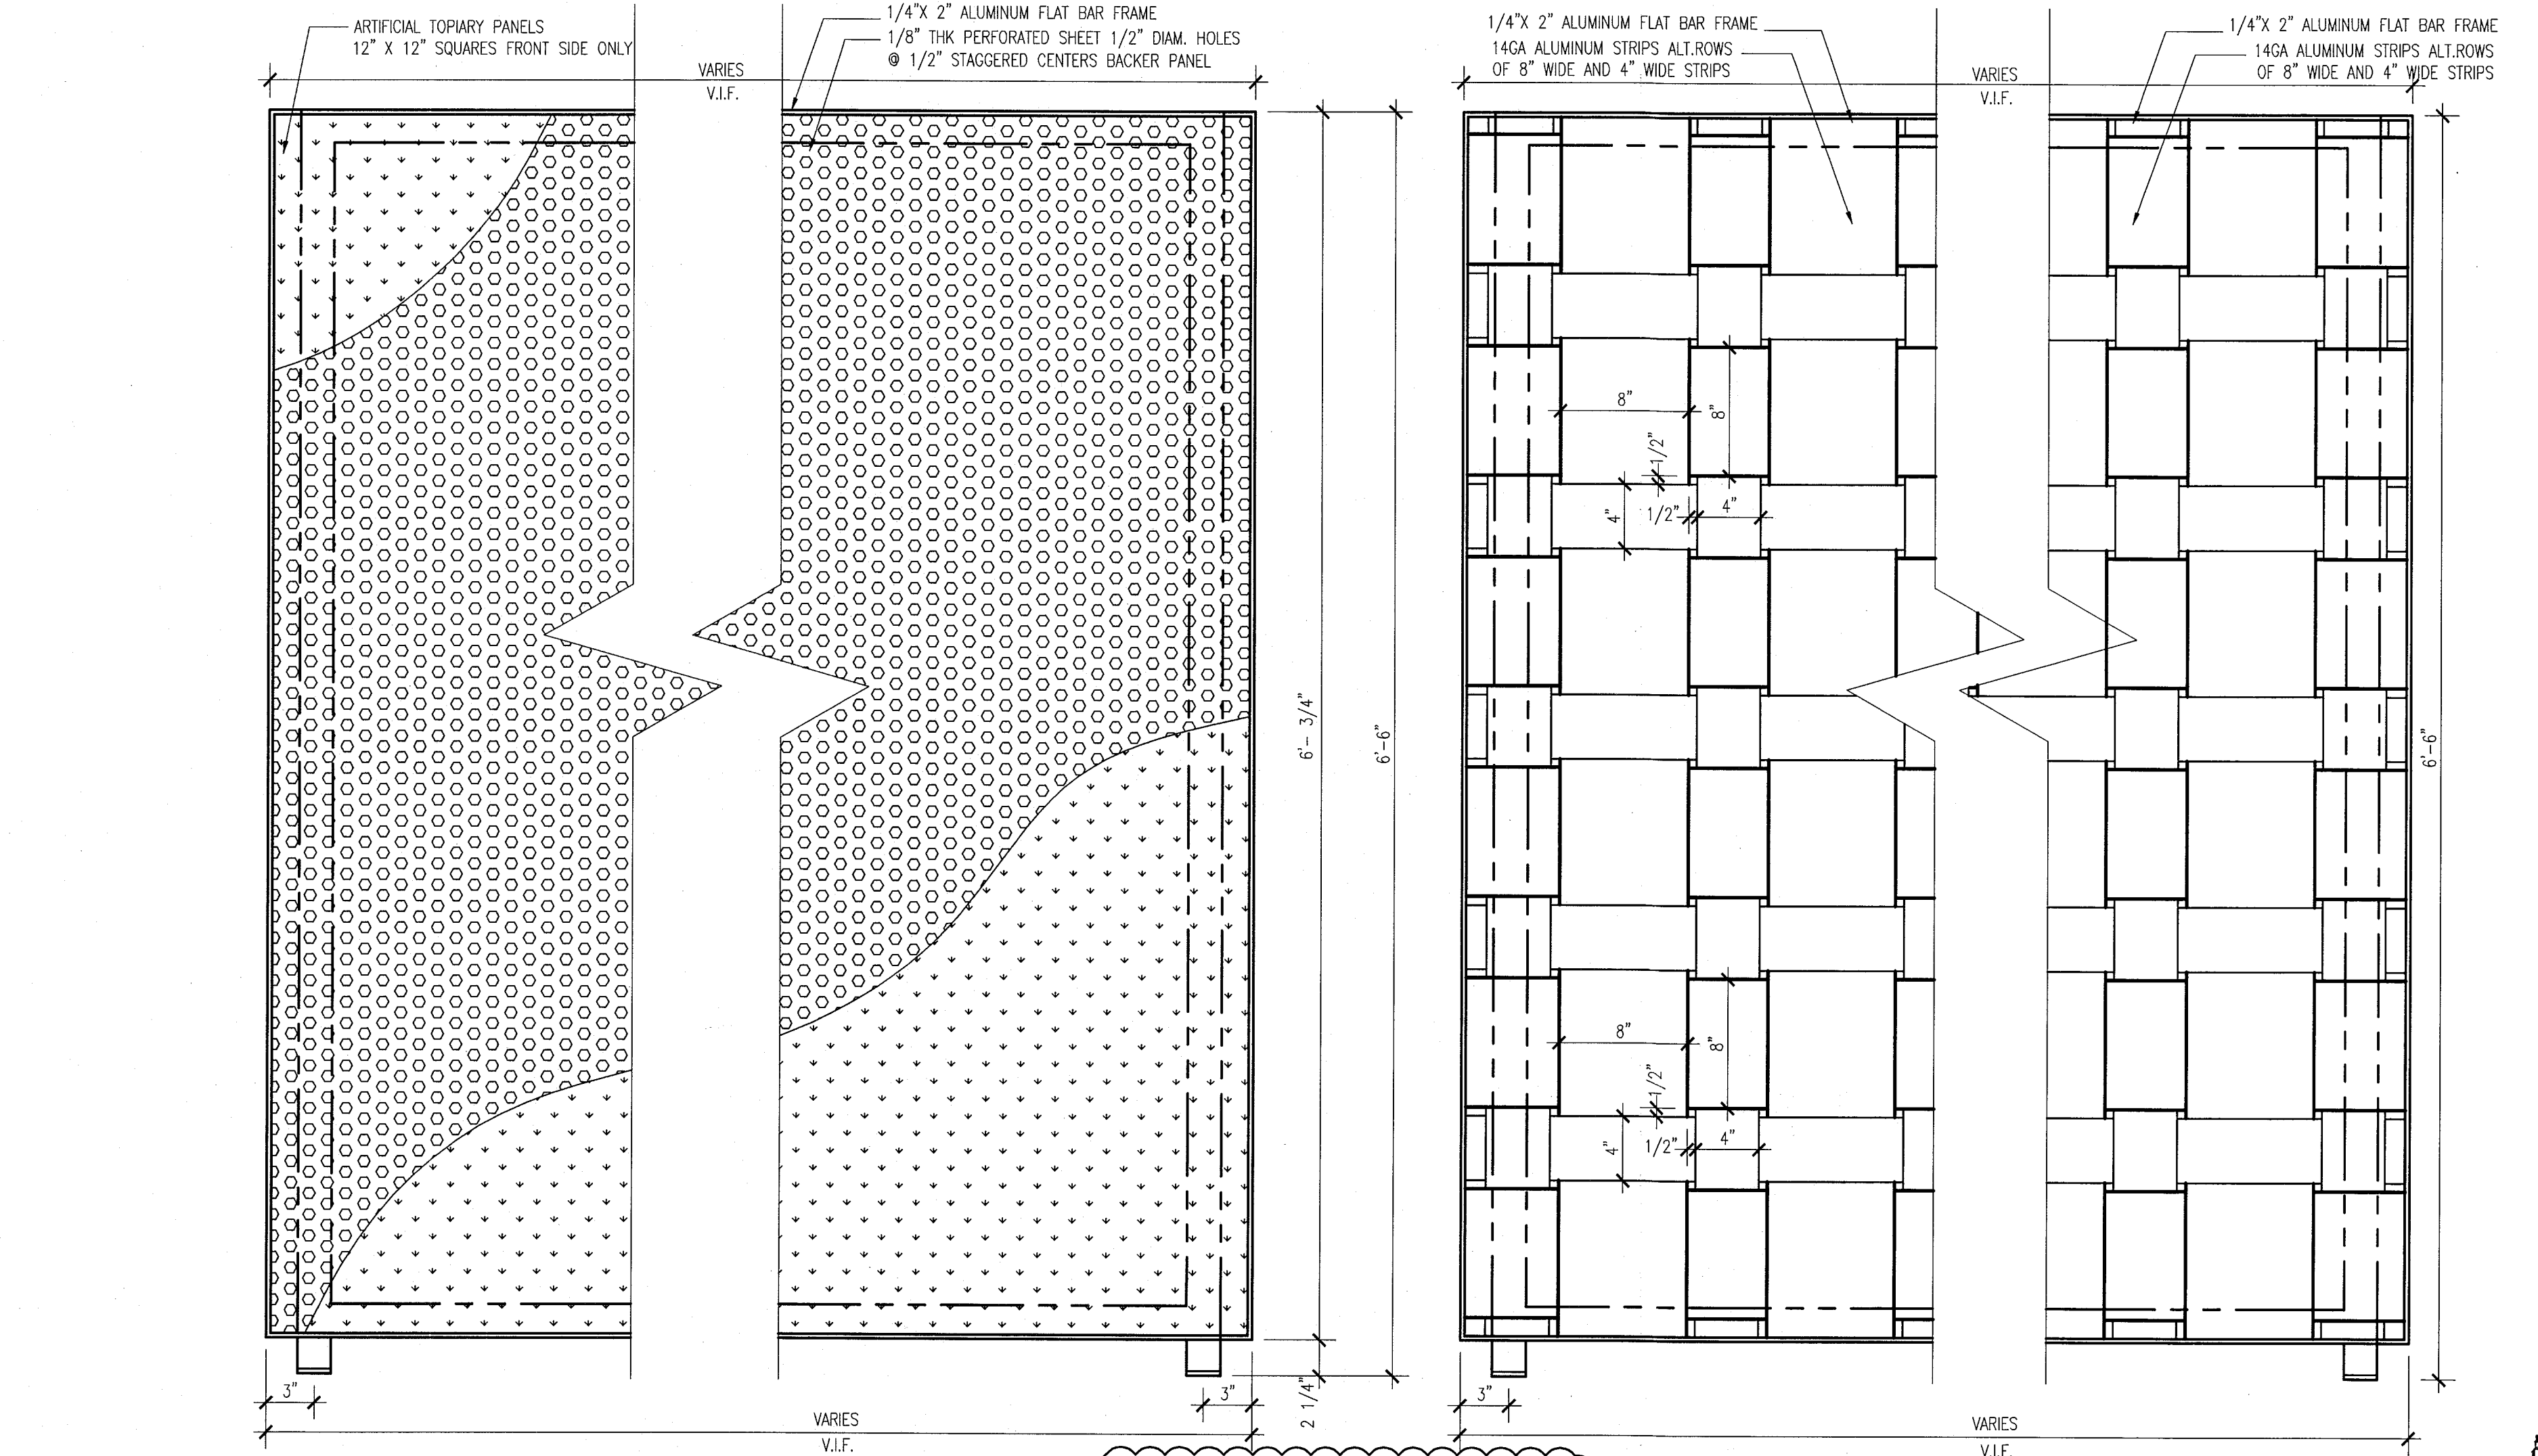 ARTIFICIAL TOPIARY PANELS
12" X 12" SQUARES FRONT SIDE ONLY
1/4"X 2" ALUMINUM FLAT BAR FRAME
1/8" THK PERFORATED SHEET 1/2" DIAM. HOLES
@ 1/2" STAGGERED CENTERS BACKER PANEL
VARIES
V.I.F.
6'- 3/4"
6'-6"
3"
3"
2 1/4"
VARIES
V.I.F.
1/4"X 2" ALUMINUM FLAT BAR FRAME
14GA ALUMINUM STRIPS ALT.ROWS
OF 8" WIDE AND 4" WIDE STRIPS
1/4"X 2" ALUMINUM FLAT BAR FRAME
14GA ALUMINUM STRIPS ALT.ROWS
OF 8" WIDE AND 4" WIDE STRIPS
VARIES
V.I.F.
8"
8"
1/2"
4"
1/2"
4"
6'-6"
8"
8"
1/2"
4"
1/2"
4"
3"
VARIES
V.I.F.